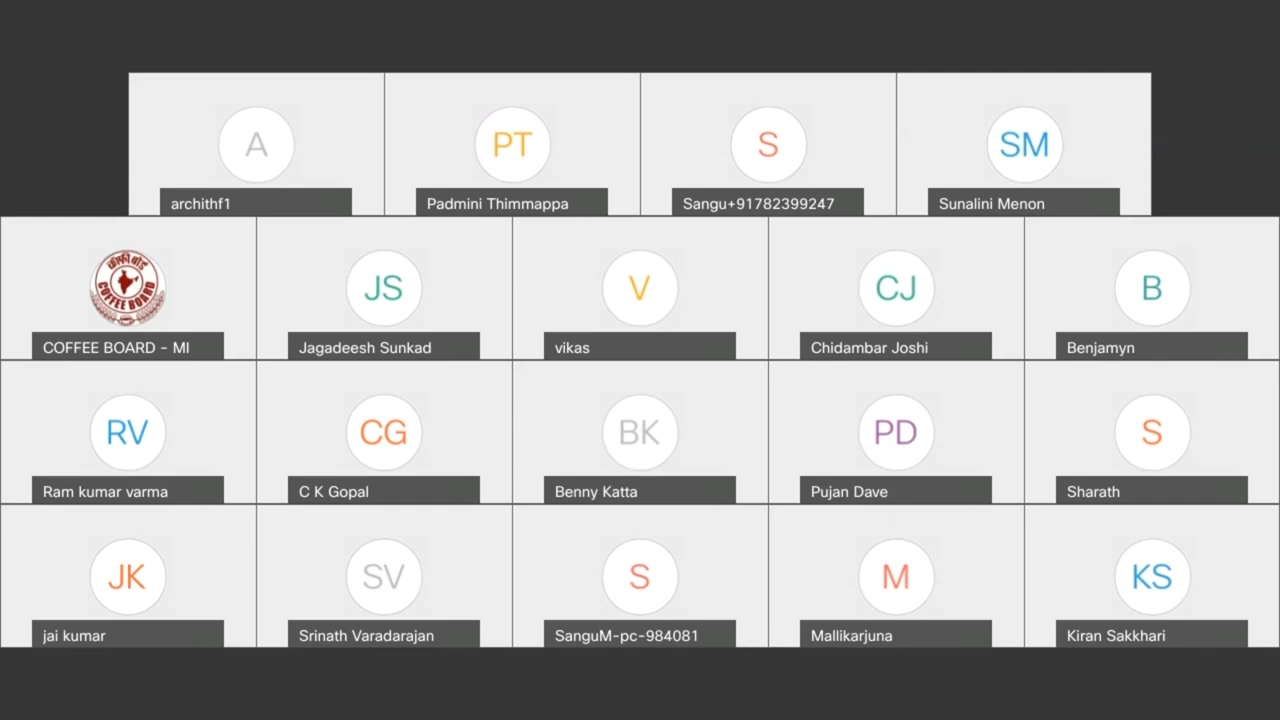 A
PT
S
SM
archithf1
Padmini Thimmappa
Sangu+91782399247
Sunalini Menon
कॉफी बोर्ड
COFFEE BOARD
JS
V
CJ
B
COFFEE BOARD - MI
Jagadeesh Sunkad
vikas
Chidambar Joshi
Benjamyn
RV
CG
BK
PD
S
Ram kumar varma
C K Gopal
Benny Katta
Pujan Dave
Sharath
JK
SV
S
M
KS
jai kumar
Srinath Varadarajan
SanguM-pc-984081
Mallikarjuna
Kiran Sakkhari